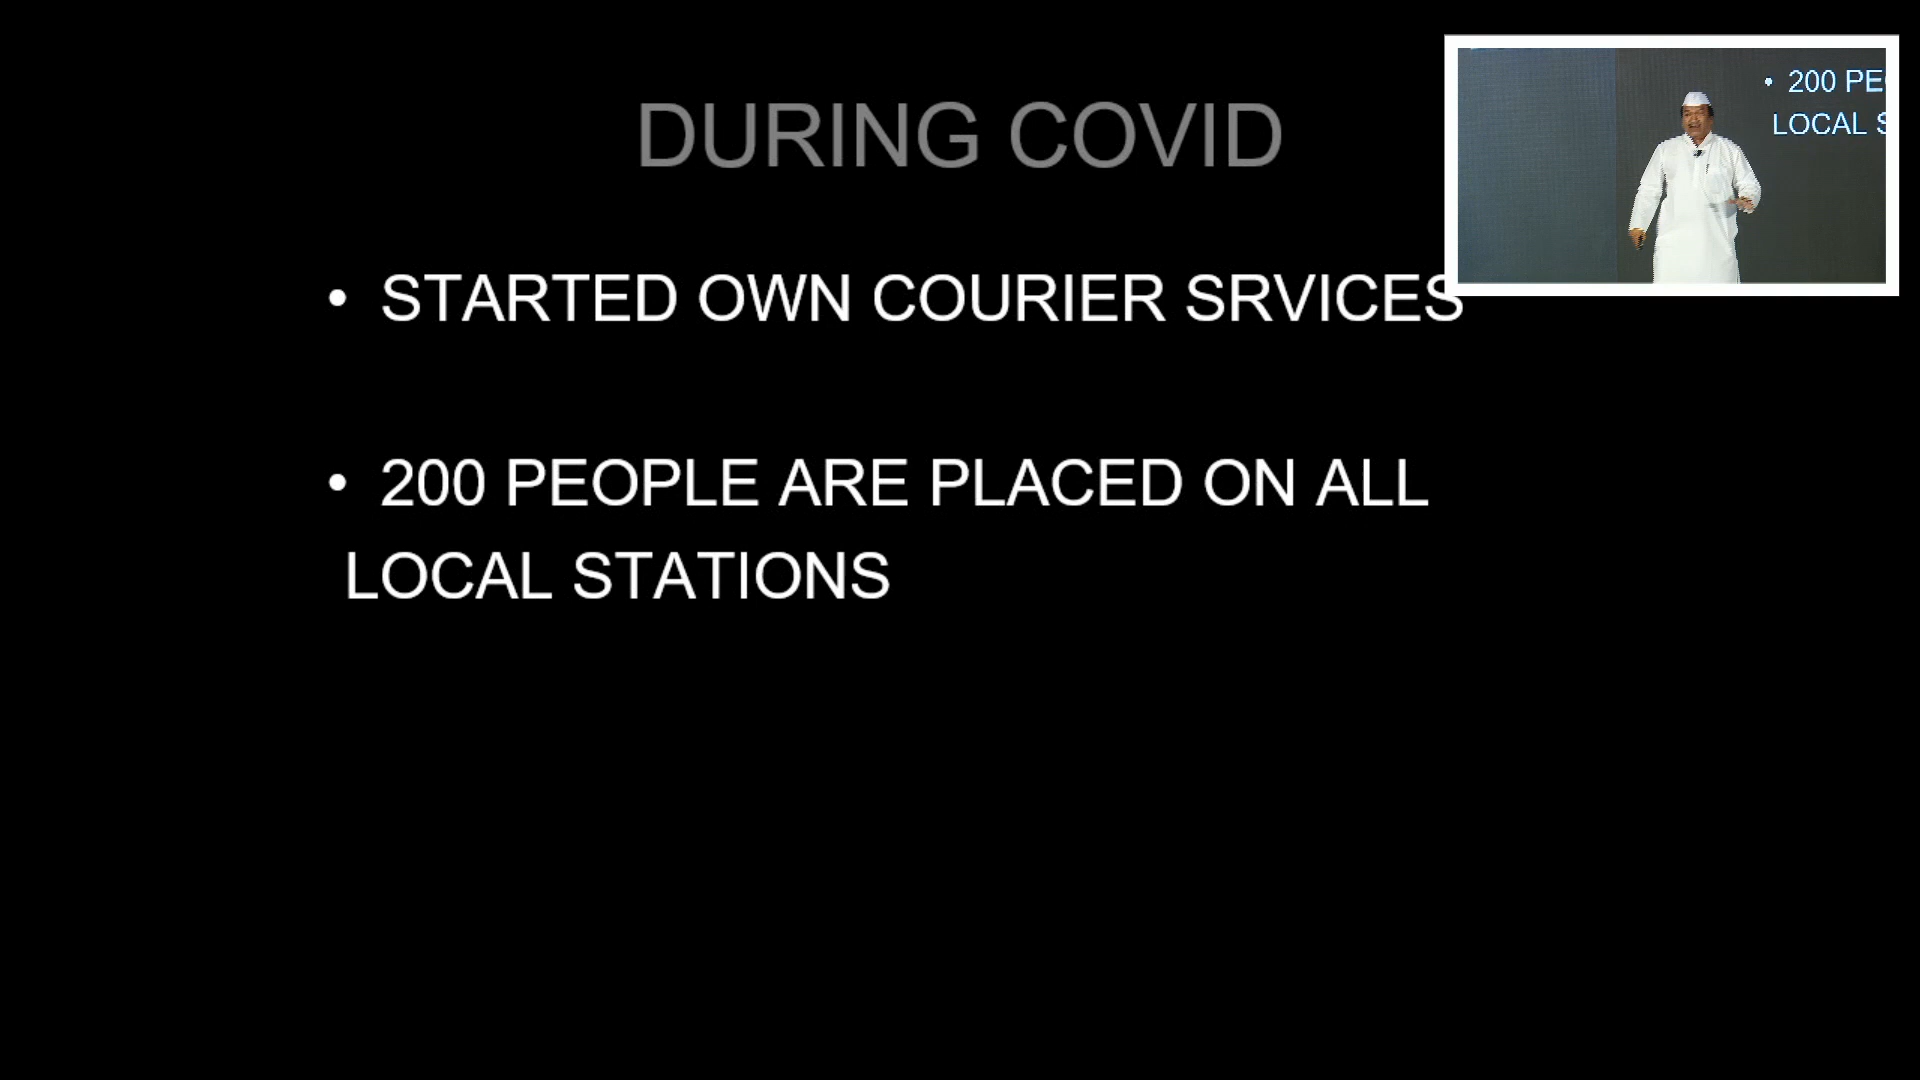 DURING COVID
• STARTED OWN COURIER SRVICES
• 200 PEOPLE ARE PLACED ON ALL
LOCAL STATIONS
• 200 PE
LOCAL S